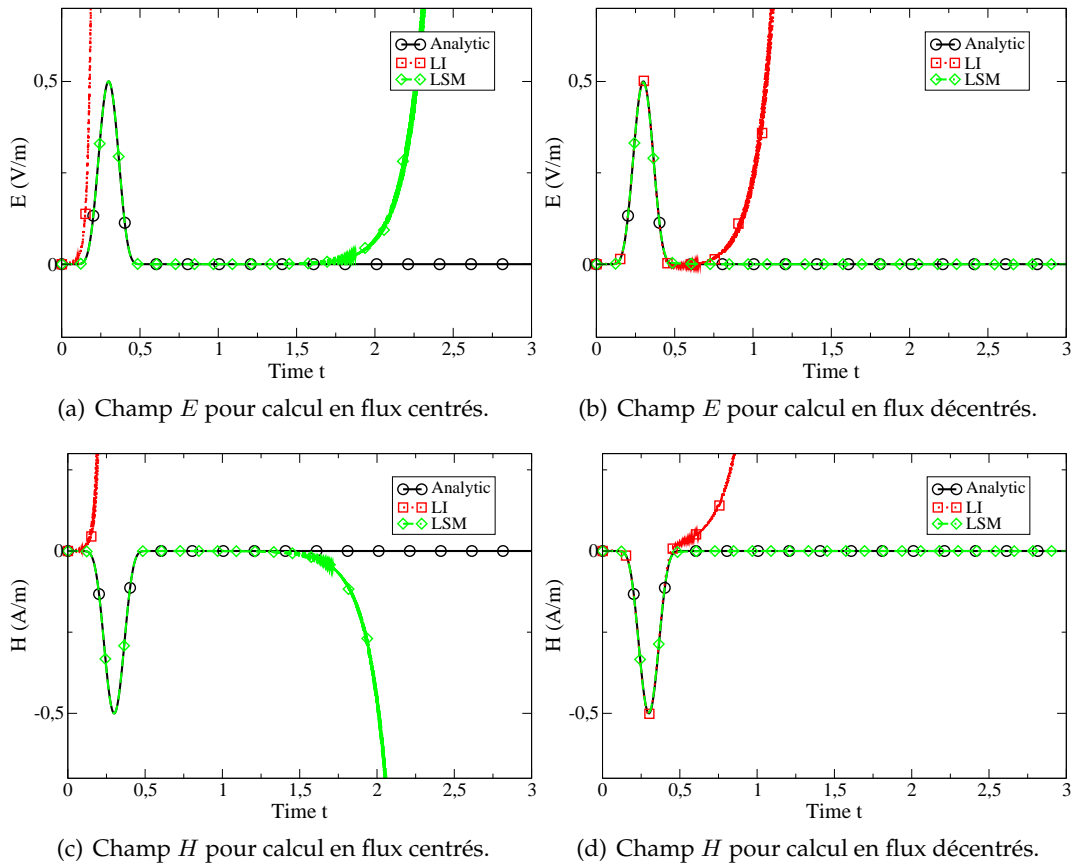 Analytic
LI
LSM
0,5
0
E (V/m)
0 0,5 1 1,5 2 2,5 3
Time t
(a) Champ E pour calcul en flux centrés.
Analytic
LI
LSM
0,5
0
E (V/m)
0 0,5 1 1,5 2 2,5 3
Time t
(b) Champ E pour calcul en flux décentrés.
Analytic
LI
LSM
0
-0,5
H (A/m)
0 0,5 1 1,5 2 2,5 3
Time t
(c) Champ H pour calcul en flux centrés.
Analytic
LI
LSM
0
-0,5
H (A/m)
0 0,5 1 1,5 2 2,5 3
Time t
(d) Champ H pour calcul en flux décentrés.